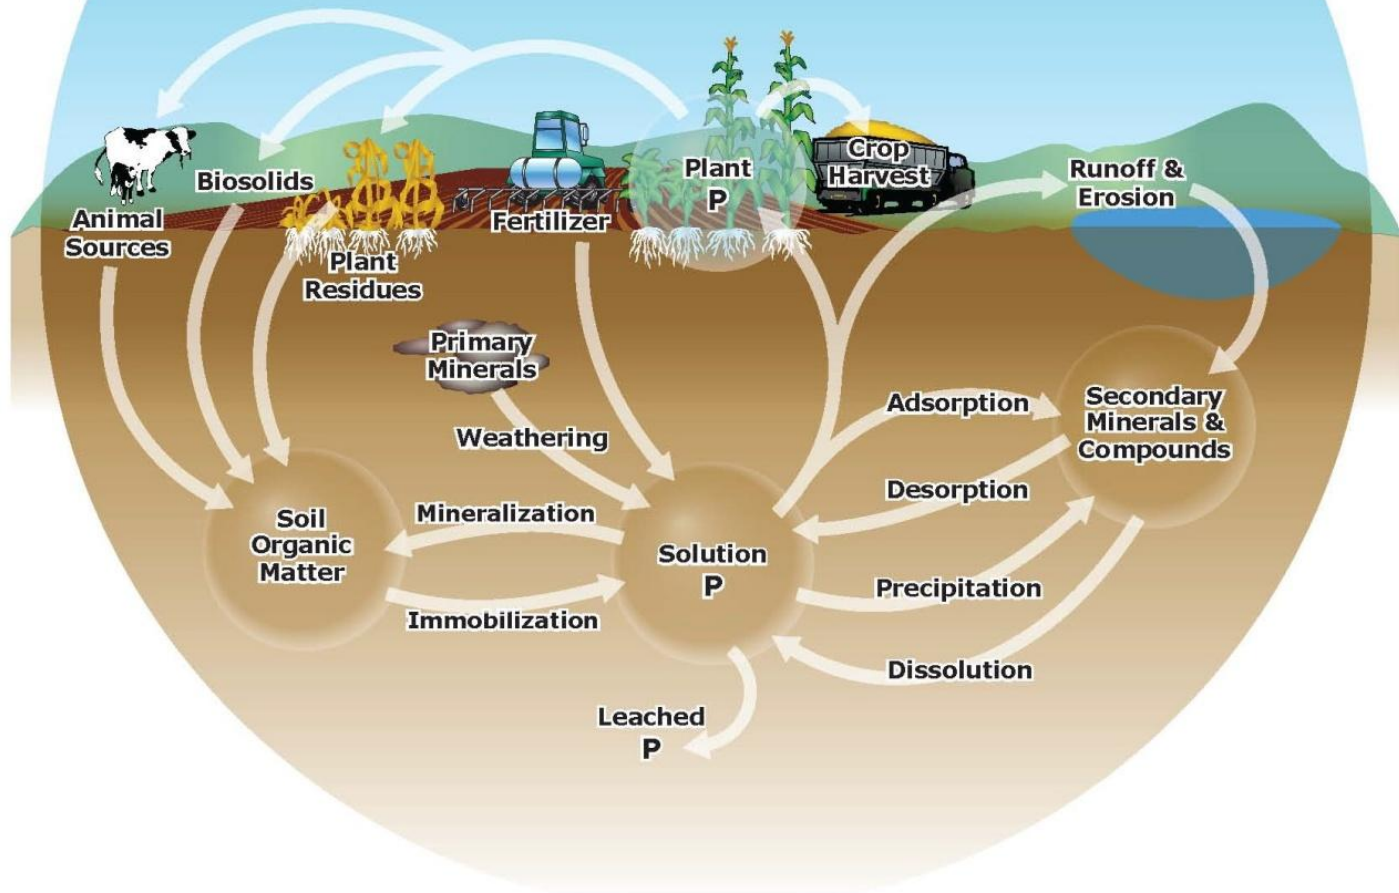 Animal
Sources
Biosolids
Plant
Residues
Fertilizer
Plant
P
Crop
Harvest
Runoff &
Erosion
Primary
Minerals
Weathering
Adsorption
Secondary
Minerals &
Compounds
Desorption
Mineralization
Soil
Organic
Matter
Solution
P
Immobilization
Precipitation
Dissolution
Leached
P